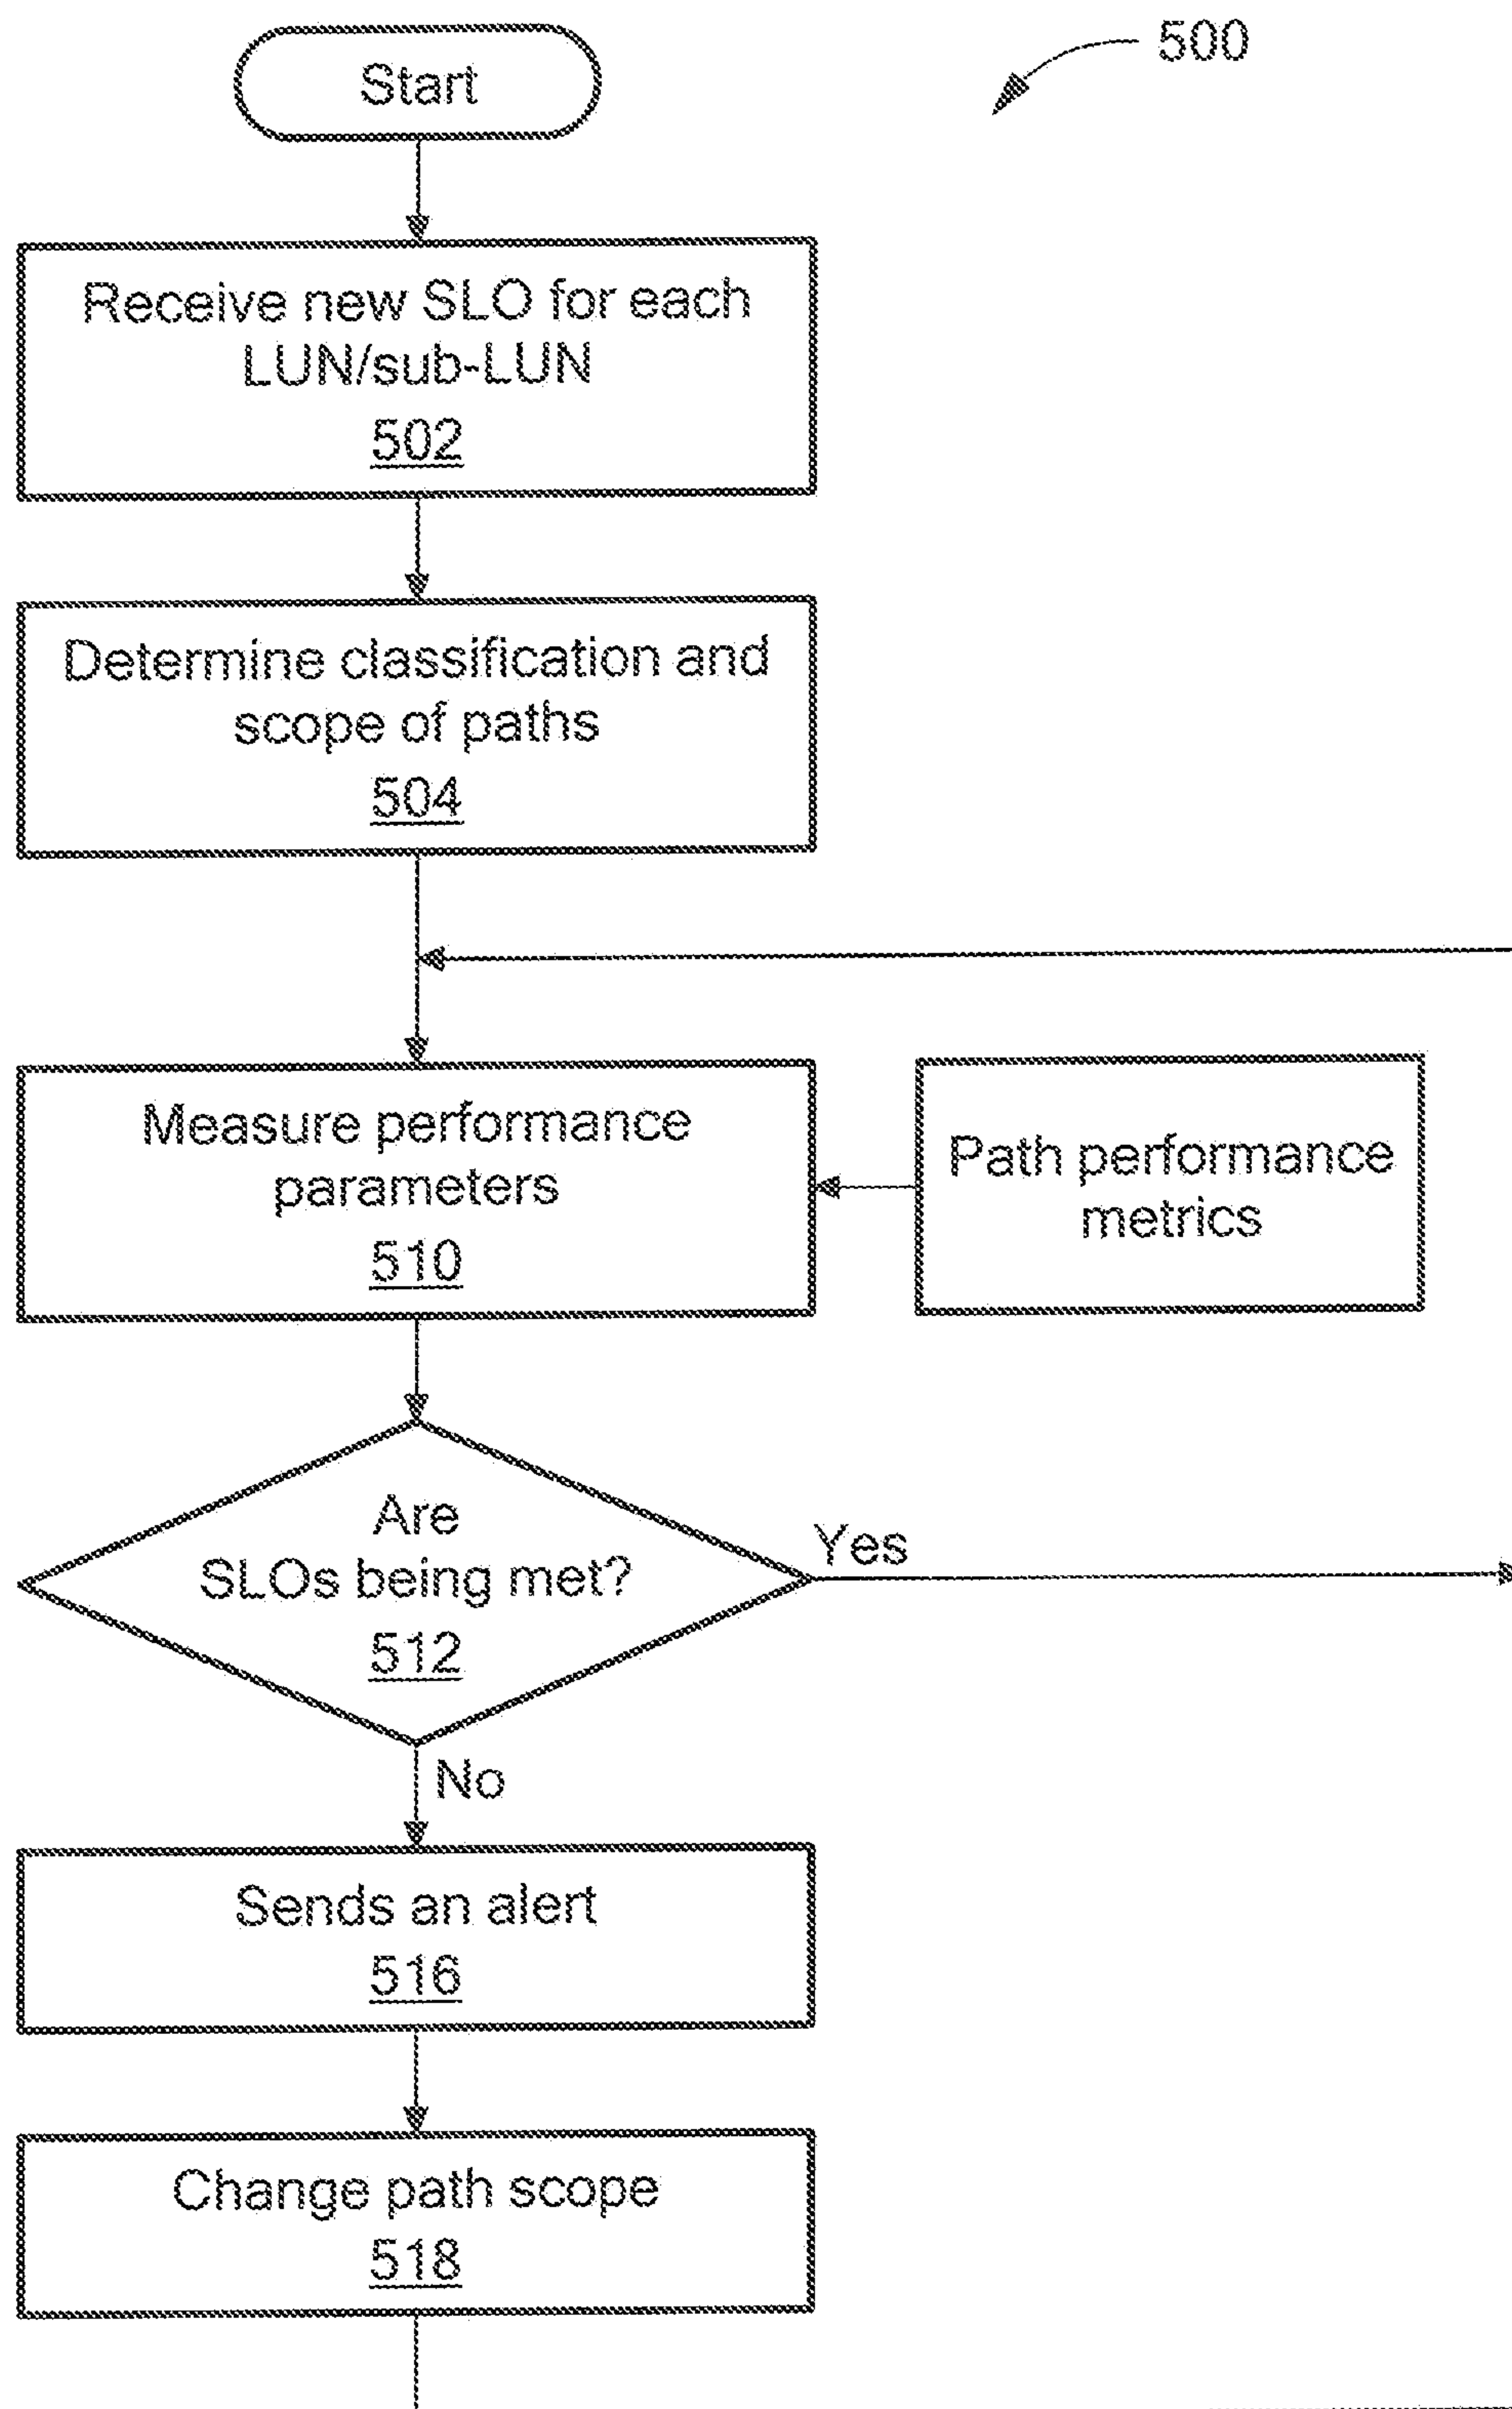 500
Start
Receive new SLO for each
LUN/sub-LUN
502
Determine classification and
scope of paths
504
Measure performance
parameters
510
Path performance
metrics
Are
SLOs being met?
512
Yes
No
Sends an alert
516
Change path scope
518